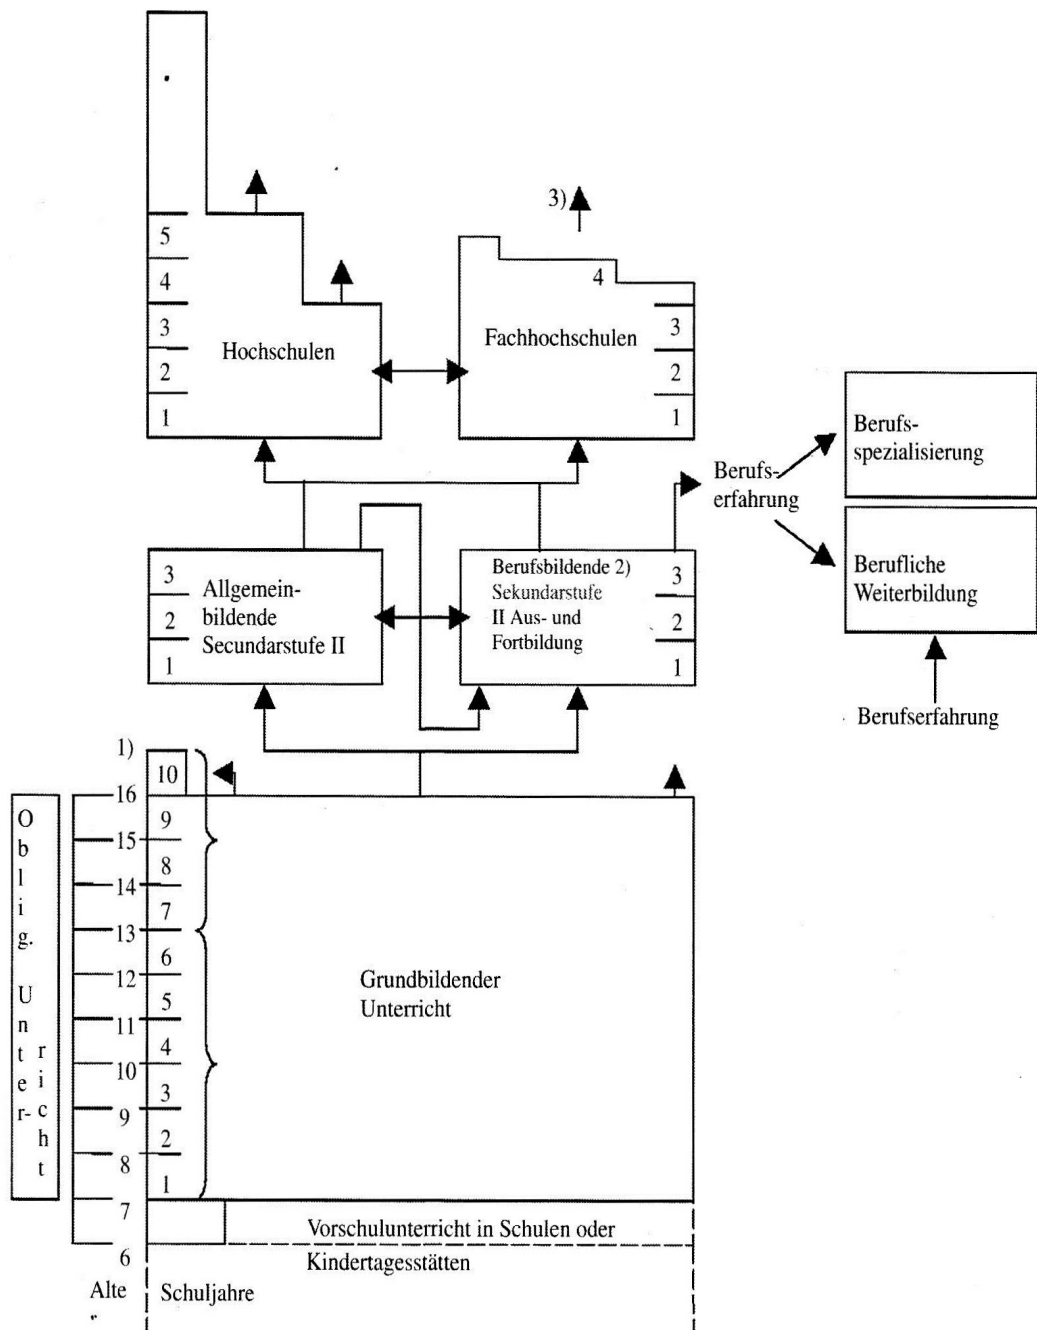 3)
5
4
3
2
1
Hochschulen
4
Fachhochschulen
3
2
1
Berufs-
erfahrung
Berufs-
spezialisierung
Berufliche
Weiterbildung
Berufserfahrung
3
2
1
Allgemein-
bildende
Secundarstufe II
Berufsbildende 2)
Sekundarstufe
II Aus- und
Fortbildung
3
2
1
1)
10
16
15
14
13
12
11
10
9
8
7
6
9
8
7
6
5
4
3
2
1
Oblig. Unter-
richt
Grundbildender
Unterricht
Vorschulunterricht in Schulen oder
Kindertagesstätten
Alte
r
Schuljahre